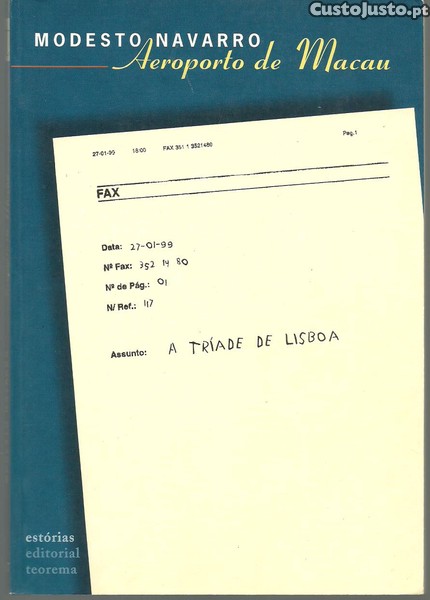 CustoJusto.pt
MODESTO NAVARRO
Aeroporto de Macau
Pag.1
27-01-99 16:00 FAX 351 1 3521480
FAX
Data: 27-01-99
Nº Fax: 352 14 80
Nº de Pág.: 01
N/ Ref.: 117
Assunto: A TRÍADE DE LISBOA
estórias
editorial
teorema